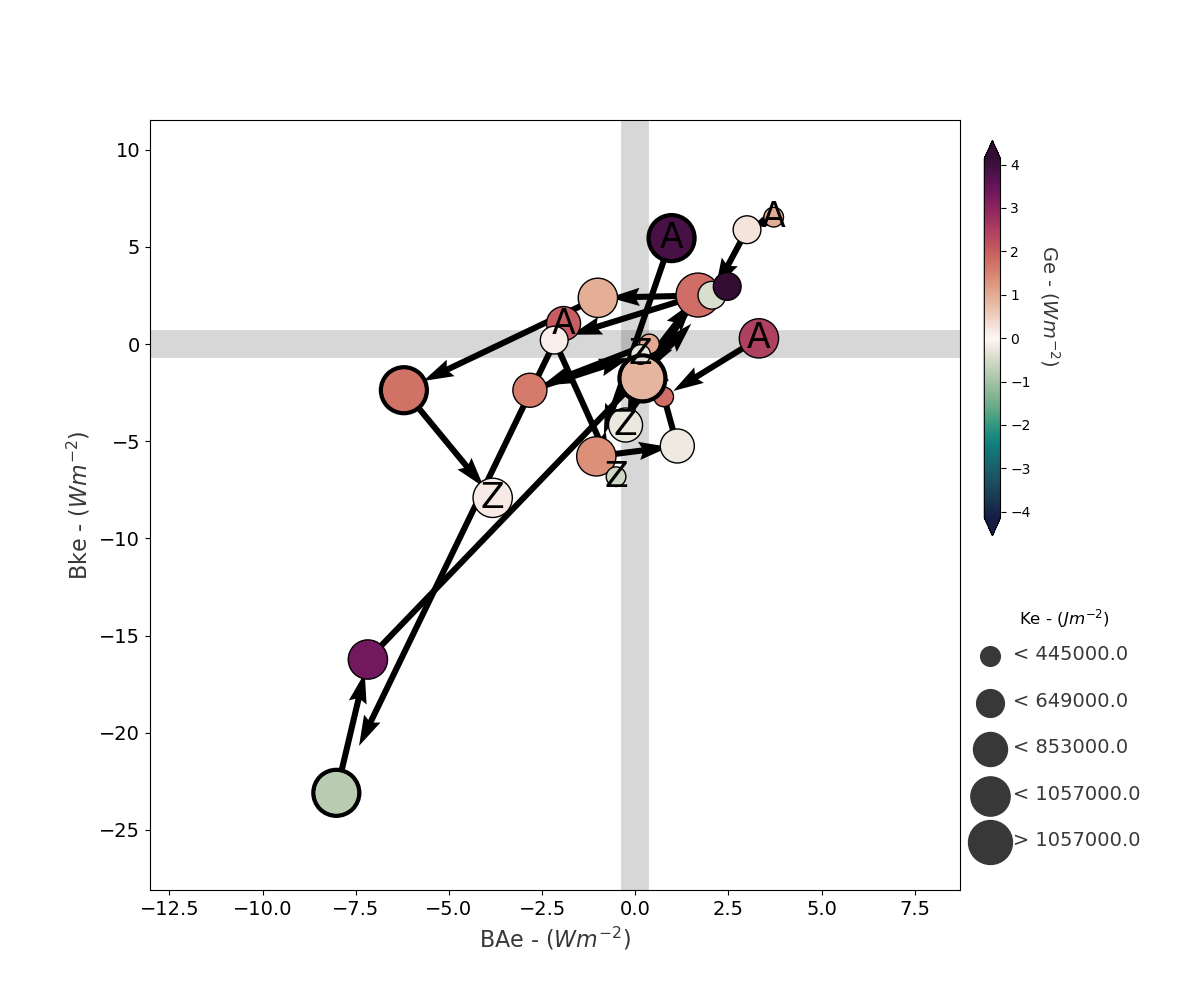 10
5
0
−5
−10
−15
−20
−25
−12.5 −10.0 −7.5 −5.0 −2.5 0.0 2.5 5.0 7.5
Bke - (Wm⁻²)
BAe - (Wm⁻²)
A
A
A
A
Z
Z
Z
Z
4
3
2
1
0
−1
−2
−3
−4
Ge - (Wm⁻²)
Ke - (Jm⁻²)
< 445000.0
< 649000.0
< 853000.0
< 1057000.0
> 1057000.0